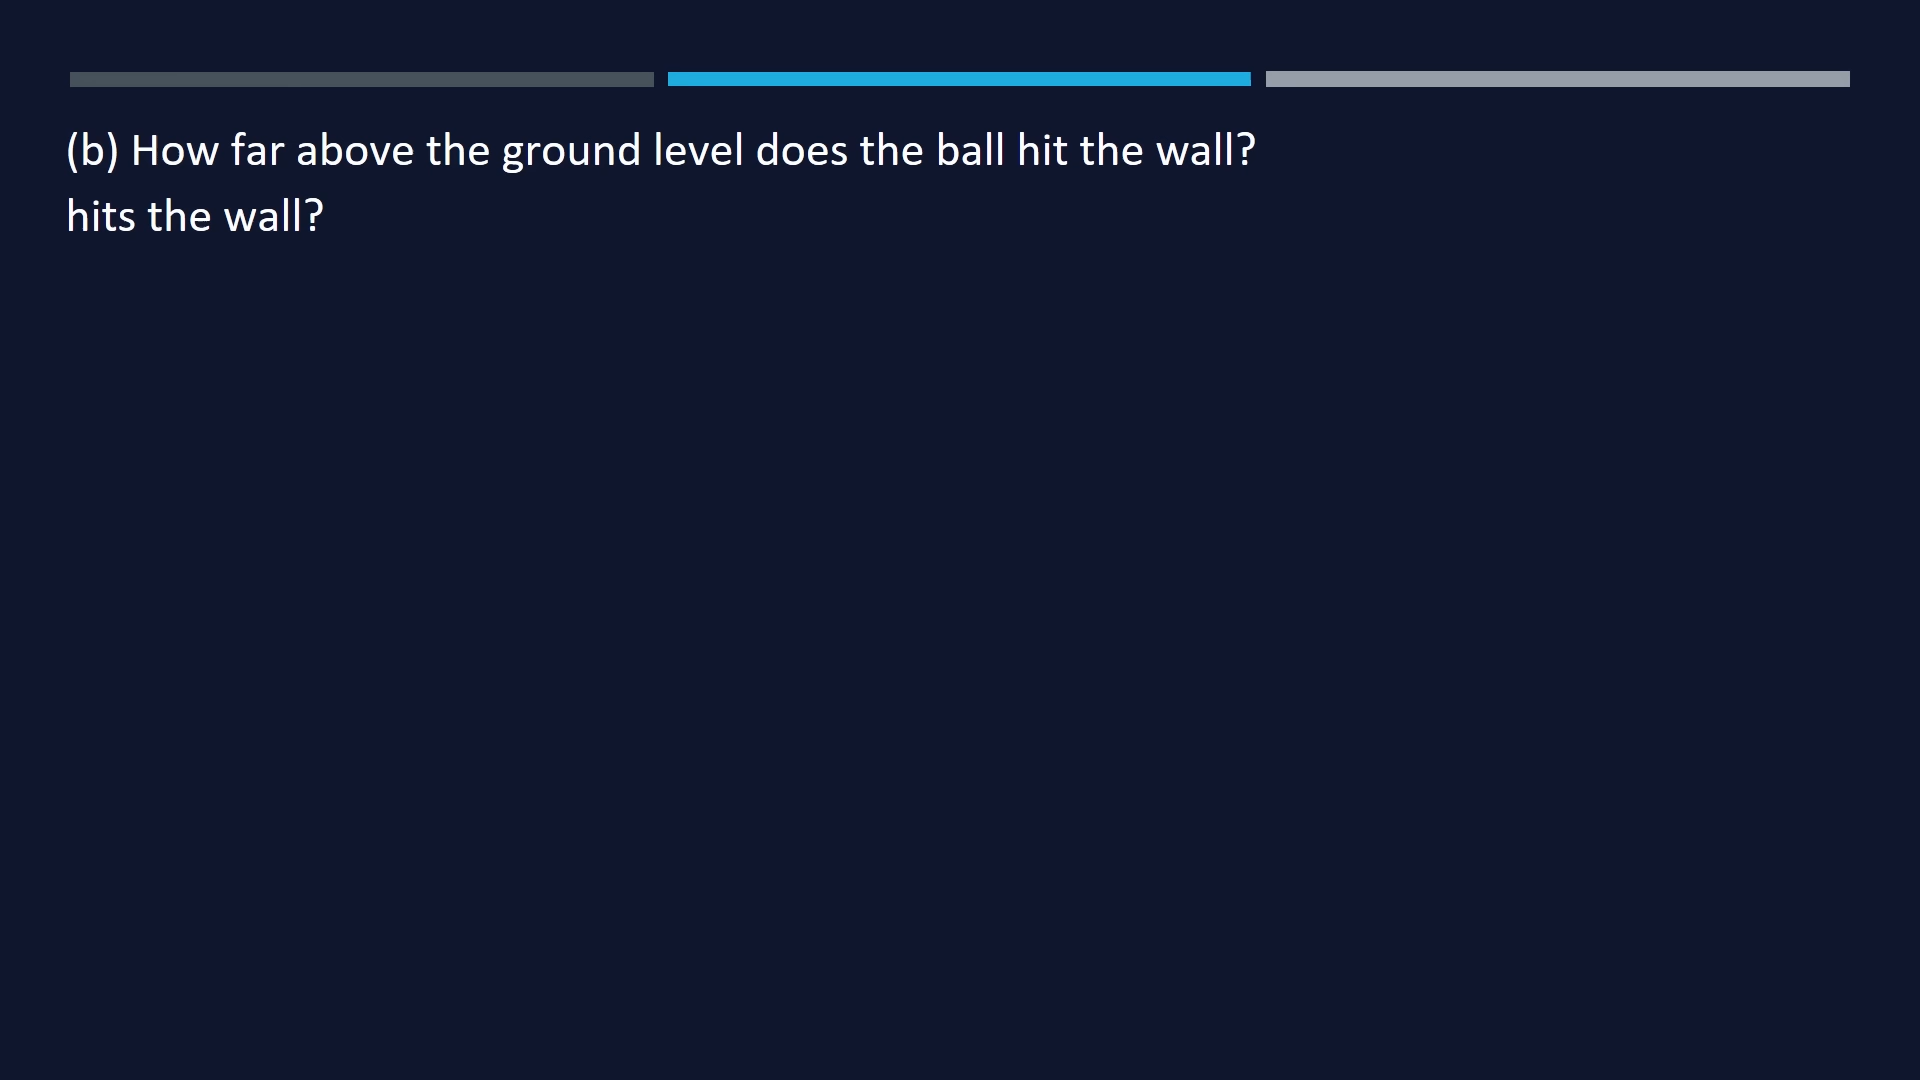 (b) How far above the ground level does the ball hit the wall?
hits the wall?